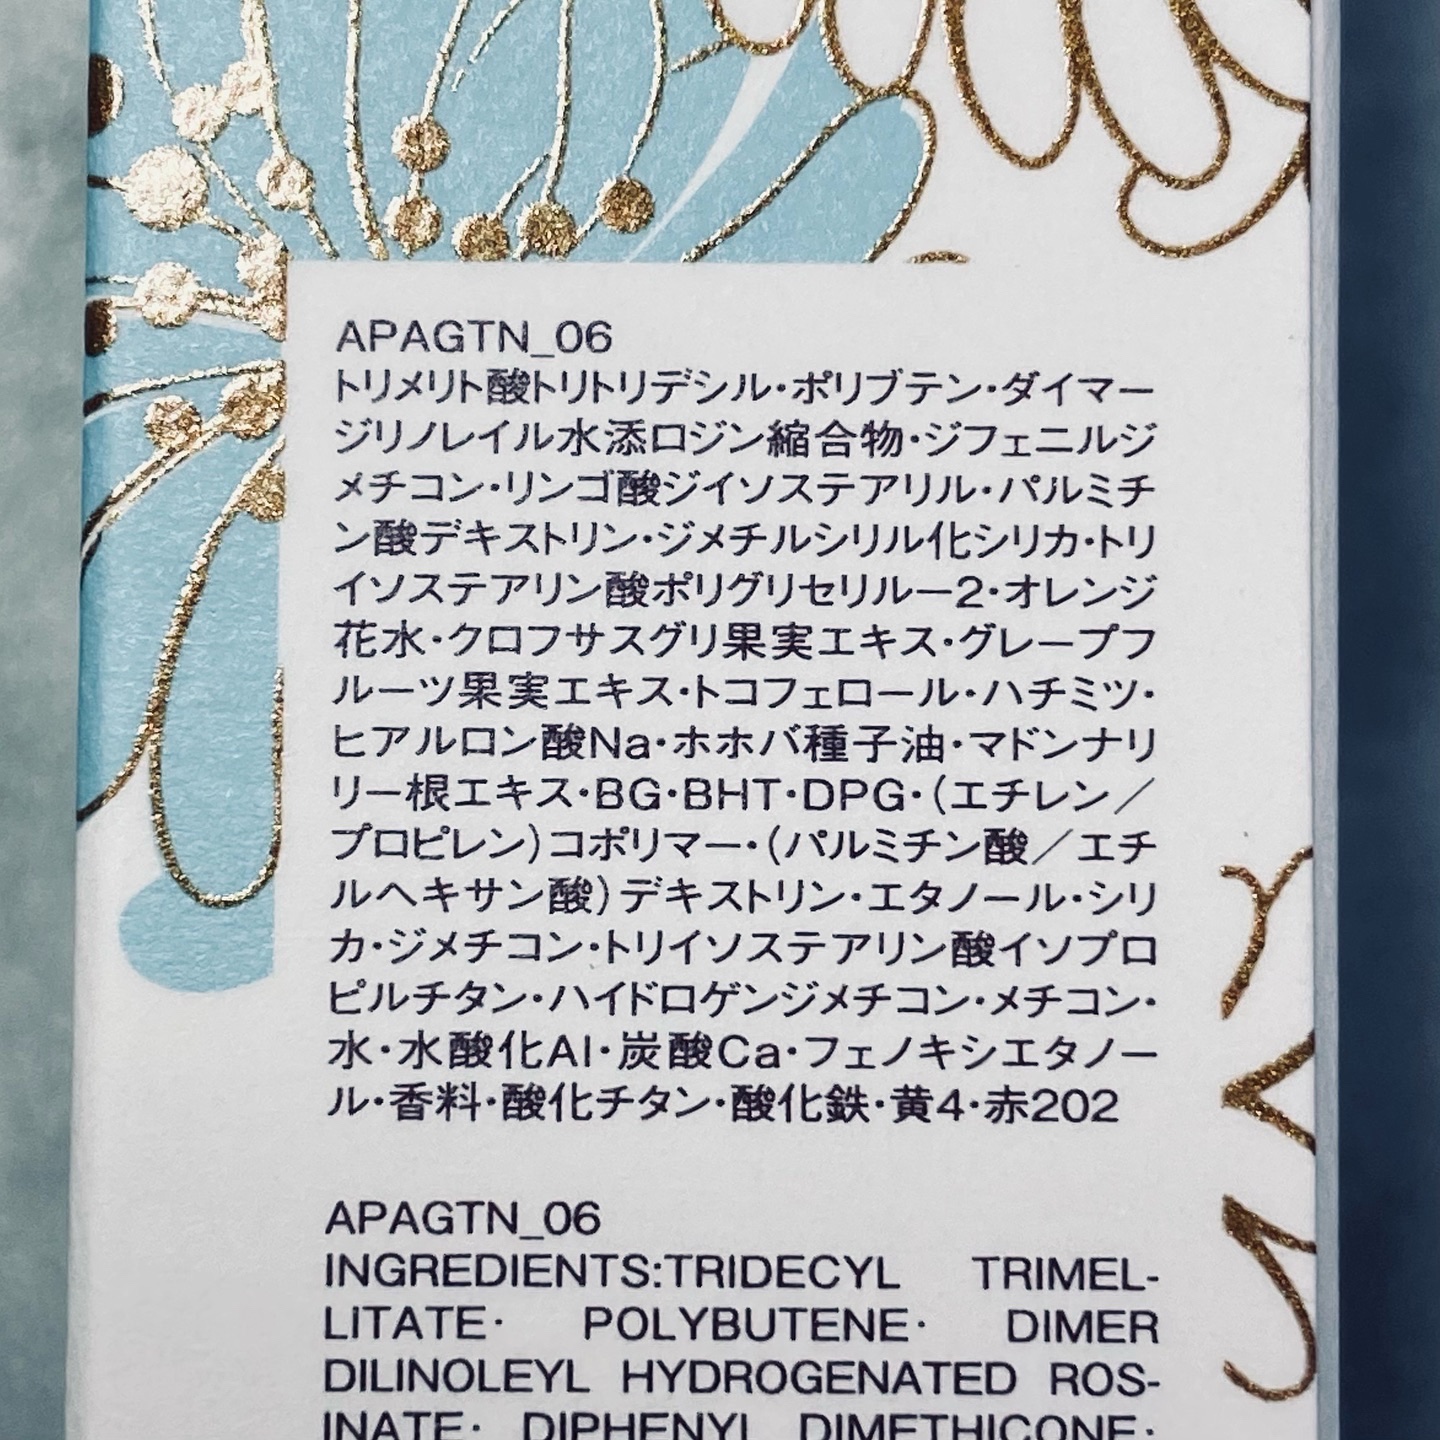 APAGTN_06
トリメリト酸トリトリデシル・ポリブテン・ダイマー
ジリノレイル水添ロジン縮合物・ジフェニルジ
メチコン・リンゴ酸ジイソステアリル・パルミチ
ン酸デキストリン・ジメチルシリル化シリカ・トリ
イソステアリン酸ポリグリセリルー2・オレンジ
花水・クロフサスグリ果実エキス・グレープフ
ルーツ果実エキス・トコフェロール・ハチミツ・
ヒアルロン酸Na・ホホバ種子油・マドンナリ
リー根エキス・BG・BHT・DPG・(エチレン／
プロピレン)コポリマー・(パルミチン酸／エチ
ルヘキサン酸)デキストリン・エタノール・シリ
カ・ジメチコン・トリイソステアリン酸イソプロ
ピルチタン・ハイドロゲンジメチコン・メチコン・
水・水酸化Al・炭酸Ca・フェノキシエタノー
ル・香料・酸化チタン・酸化鉄・黄4・赤202
APAGTN_06
INGREDIENTS:TRIDECYL TRIMEL-
LITATE· POLYBUTENE· DIMER
DILINOLEYL HYDROGENATED ROS-
INATE· DIPHENYL DIMETHICONE·